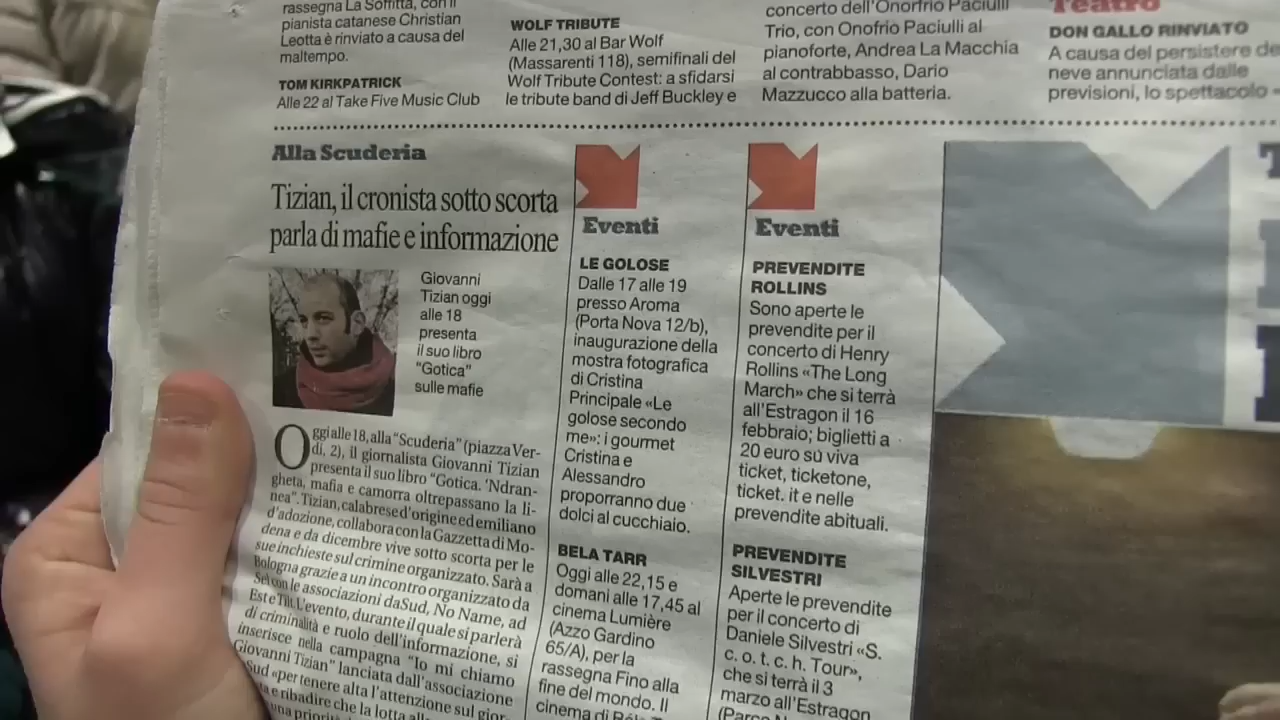 rassegna La Soffitta, con il
pianista catanese Christian
Leotta è rinviato a causa del
maltempo.
TOM KIRKPATRICK
Alle 22 al Take Five Music Club
WOLF TRIBUTE
Alle 21,30 al Bar Wolf
(Massarenti 118), semifinali del
Wolf Tribute Contest: a sfidarsi
le tribute band di Jeff Buckley e
concerto dell'Onorfrio Paciulli
Trio, con Onofrio Paciulli al
pianoforte, Andrea La Macchia
al contrabbasso, Dario
Mazzucco alla batteria.
Teatro
DON GALLO RINVIATO
A causa del persistere de
neve annunciata dalle
previsioni, lo spettacolo «
Alla Scuderia
Tizian, il cronista sotto scorta
parla di mafie e informazione
Giovanni
Tizian oggi
alle 18
presenta
il suo libro
"Gotica"
sulle mafie
Oggi alle 18, alla "Scuderia" (piazza Ver-
di, 2), il giornalista Giovanni Tizian
presenta il suo libro "Gotica. 'Ndran-
gheta, mafia e camorra oltrepassano la li-
nea". Tizian, calabrese d'origine ed emiliano
d'adozione, collabora con la Gazzetta di Mo-
dena e da dicembre vive sotto scorta per le
sue inchieste sul crimine organizzato. Sarà a
Bologna grazie a un incontro organizzato da
Sel con le associazioni daSud, No Name, ad
Est e Tilt. L'evento, durante il quale si parlerà
di criminalità e ruolo dell'informazione, si
inserisce nella campagna "Io mi chiamo
Giovanni Tizian" lanciata dall'associazione
Sud «per tenere alta l'attenzione sul gior-
e ribadire che la lotta alle
una priorità
Eventi
LE GOLOSE
Dalle 17 alle 19
presso Aroma
(Porta Nova 12/b),
inaugurazione della
mostra fotografica
di Cristina
Principale «Le
golose secondo
me»: i gourmet
Cristina e
Alessandro
proporranno due
dolci al cucchiaio.
BELA TARR
Oggi alle 22,15 e
domani alle 17,45 al
cinema Lumière
(Azzo Gardino
65/A), per la
rassegna Fino alla
fine del mondo. Il
cinema di Béla
Eventi
PREVENDITE
ROLLINS
Sono aperte le
prevendite per il
concerto di Henry
Rollins «The Long
March» che si terrà
all'Estragon il 16
febbraio; biglietti a
20 euro su viva
ticket, ticketone,
ticket. it e nelle
prevendite abituali.
PREVENDITE
SILVESTRI
Aperte le prevendite
per il concerto di
Daniele Silvestri «S.
c. o. t. c. h. Tour»,
che si terrà il 3
marzo all'Estragon
(Parco